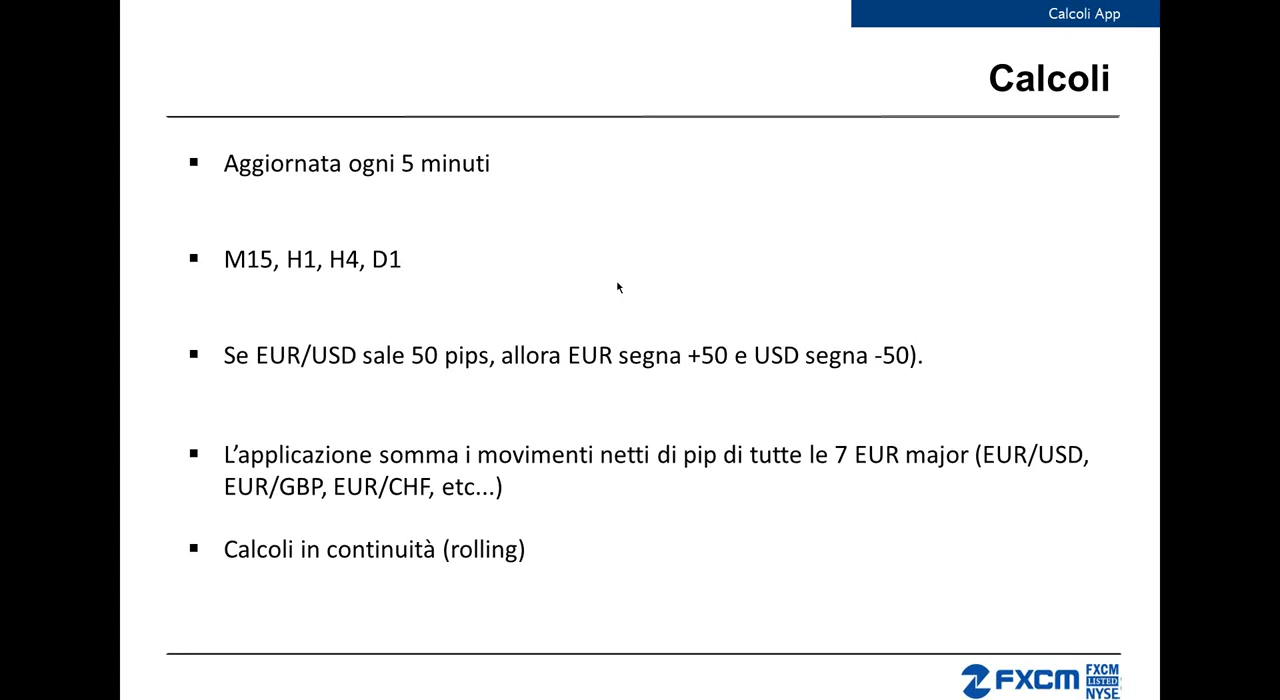 Calcoli App
Calcoli
▪ Aggiornata ogni 5 minuti
▪ M15, H1, H4, D1
▪ Se EUR/USD sale 50 pips, allora EUR segna +50 e USD segna -50).
▪ L’applicazione somma i movimenti netti di pip di tutte le 7 EUR major (EUR/USD,
EUR/GBP, EUR/CHF, etc...)
▪ Calcoli in continuità (rolling)
FXCM
FXCM
LISTED
NYSE